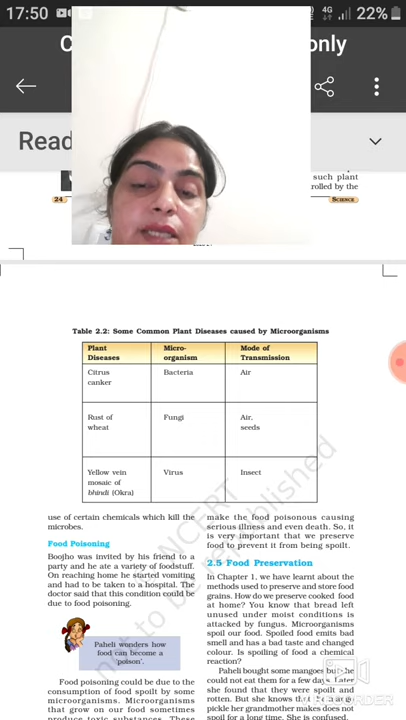 17:50
4G
22%
C
only
Read
such plant
rolled by the
24
SCIENCE
Table 2.2: Some Common Plant Diseases caused by Microorganisms
Plant Diseases
Micro-organism
Mode of Transmission
Citrus canker
Bacteria
Air
Rust of wheat
Fungi
Air, seeds
Yellow vein mosaic of bhindi (Okra)
Virus
Insect
use of certain chemicals which kill the
microbes.
Food Poisoning
Boojho was invited by his friend to a
party and he ate a variety of foodstuff.
On reaching home he started vomiting
and had to be taken to a hospital. The
doctor said that this condition could be
due to food poisoning.
Paheli wonders how
food can become a
'poison'.
Food poisoning could be due to the
consumption of food spoilt by some
microorganisms. Microorganisms
that grow on our food sometimes
produce toxic substances. These
make the food poisonous causing
serious illness and even death. So, it
is very important that we preserve
food to prevent it from being spoilt.
2.5 Food Preservation
In Chapter 1, we have learnt about the
methods used to preserve and store food
grains. How do we preserve cooked food
at home? You know that bread left
unused under moist conditions is
attacked by fungus. Microorganisms
spoil our food. Spoiled food emits bad
smell and has a bad taste and changed
colour. Is spoiling of food a chemical
reaction?
Paheli bought some mangoes but she
could not eat them for a few days. Later
she found that they were spoilt and
rotten. But she knows that the mango
pickle her grandmother makes does not
spoil for a long time. She is confused.
NCERT
not to be republished
XRECORDER